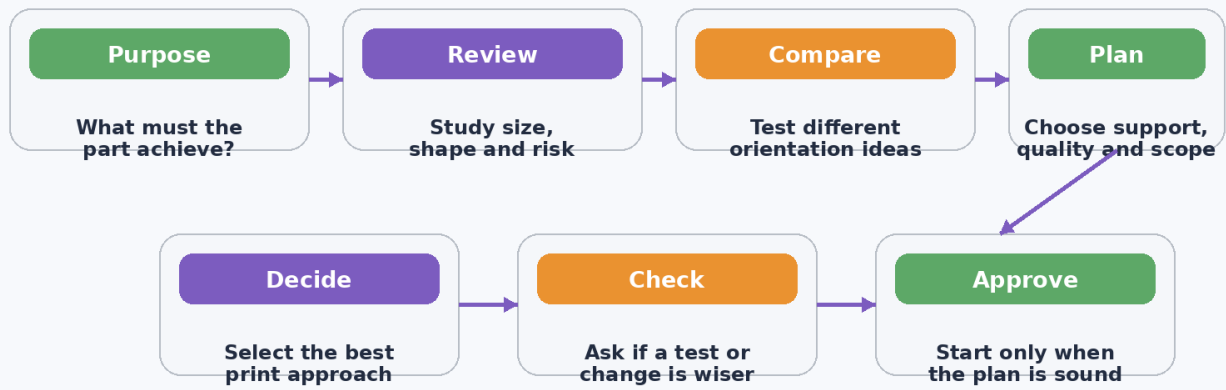 Purpose
What must the
part achieve?
Review
Study size,
shape and risk
Compare
Test different
orientation ideas
Plan
Choose support,
quality and scope
Decide
Select the best
print approach
Check
Ask if a test or
change is wiser
Approve
Start only when
the plan is sound